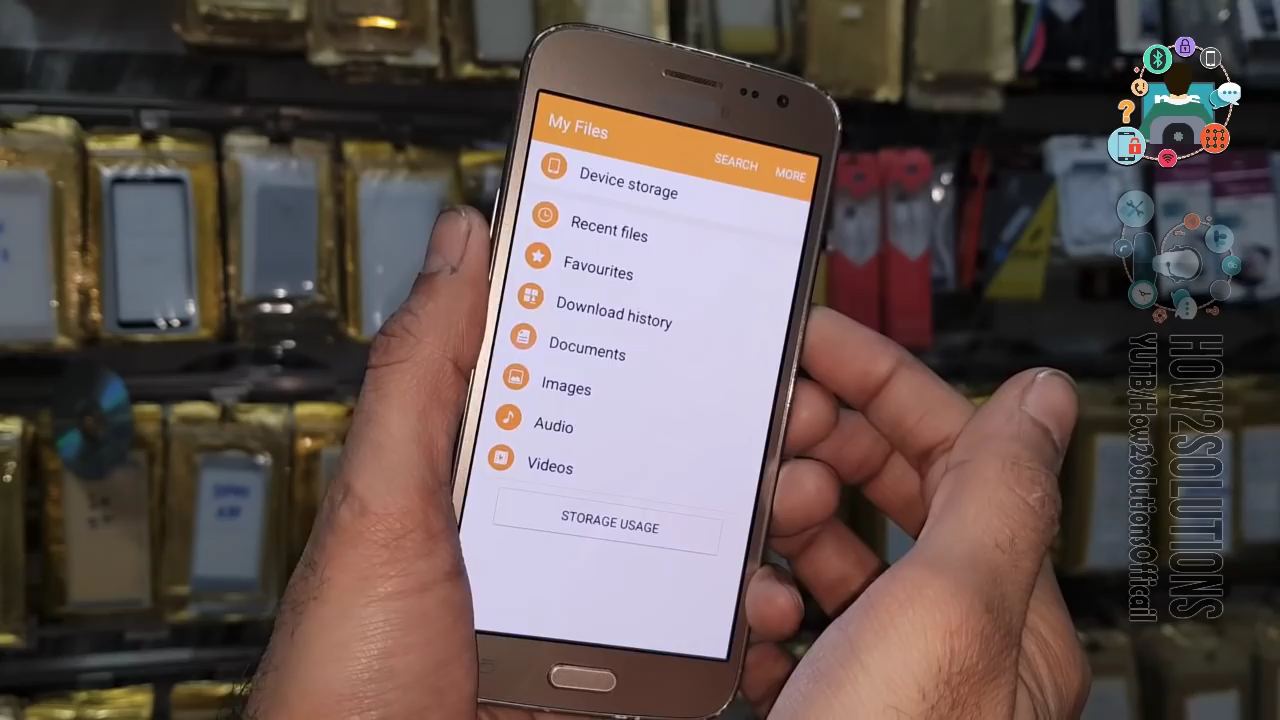 My Files
SEARCH
MORE
Device storage
Recent files
Favourites
Download history
Documents
Images
Audio
Videos
STORAGE USAGE
HOW2SOLUTIONS
YUTB/How2SolutionsOffical